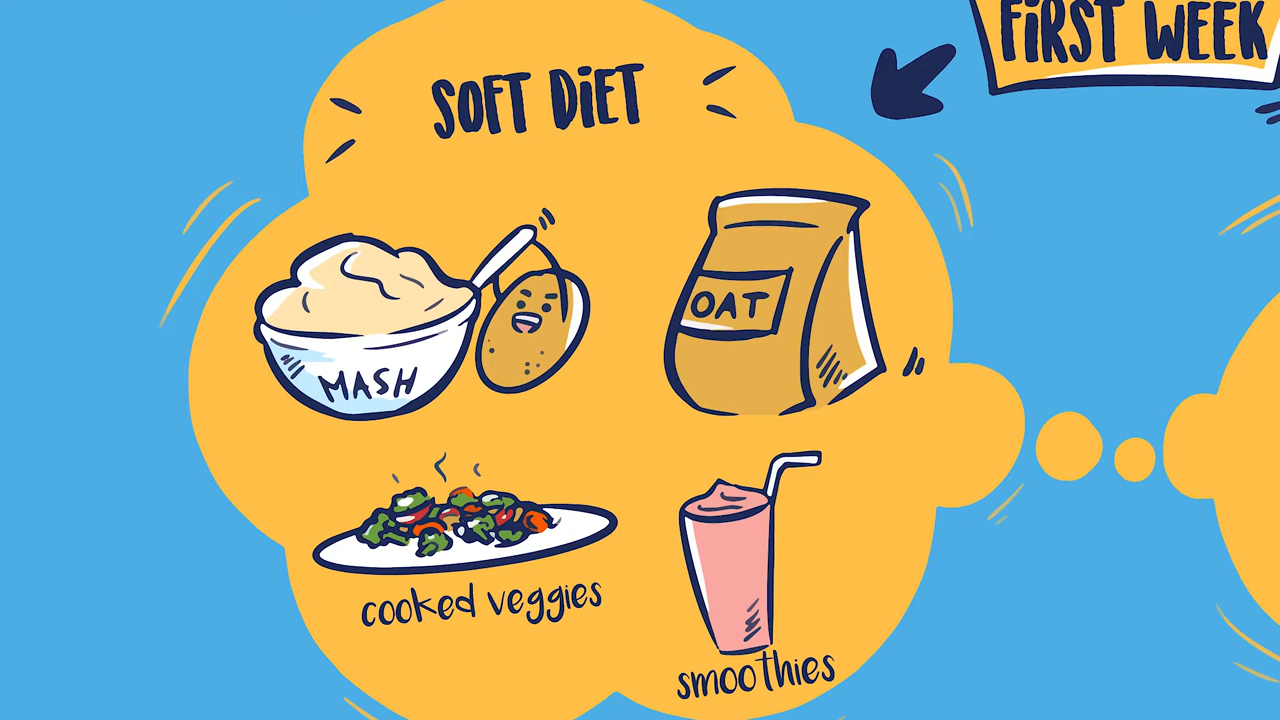 FIRST WEEK
SOFT DIET
MASH
OAT
cooked veggies
smoothies